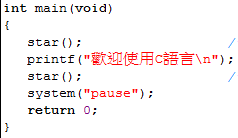 int main(void)
{
star(); /
printf("歡迎使用C語言\n");
star(); /
system("pause");
return 0;
}